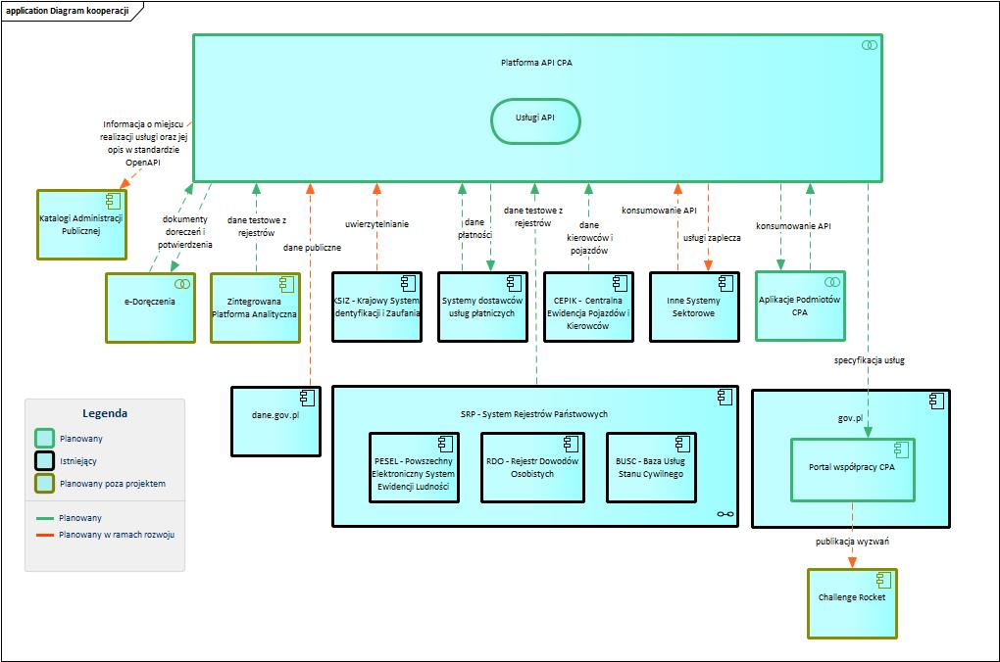 application Diagram kooperacji
Platforma API CPA
Usługi API
Informacja o miejscu
realizacji usługi oraz jej
opis w standardzie
OpenAPI
Katalogi Administracji
Publicznej
dokumenty
doreczeń i
potwierdzenia
dane testowe z
rejestrów
dane publiczne
uwierzytelnianie
dane
płatności
dane testowe z
rejestrów
dane
kierowców i
pojazdów
konsumowanie API
usługi zaplecza
konsumowanie API
e-Doręczenia
Zintegrowana
Platforma Analityczna
KSIZ - Krajowy System
Identyfikacji i Zaufania
Systemy dostawców
usług płatniczych
CEPIK - Centralna
Ewidencja Pojazdów i
Kierowców
Inne Systemy
Sektorowe
Aplikacje Podmiotów
CPA
specyfikacja usług
dane.gov.pl
SRP - System Rejestrów Państwowych
PESEL - Powszechny
Elektroniczny System
Ewidencji Ludności
RDO - Rejestr Dowodów
Osobistych
BUSC - Baza Usług
Stanu Cywilnego
gov.pl
Portal współpracy CPA
publikacja wyzwań
Challenge Rocket
Legenda
Planowany
Istniejący
Planowany poza projektem
Planowany
Planowany w ramach rozwoju